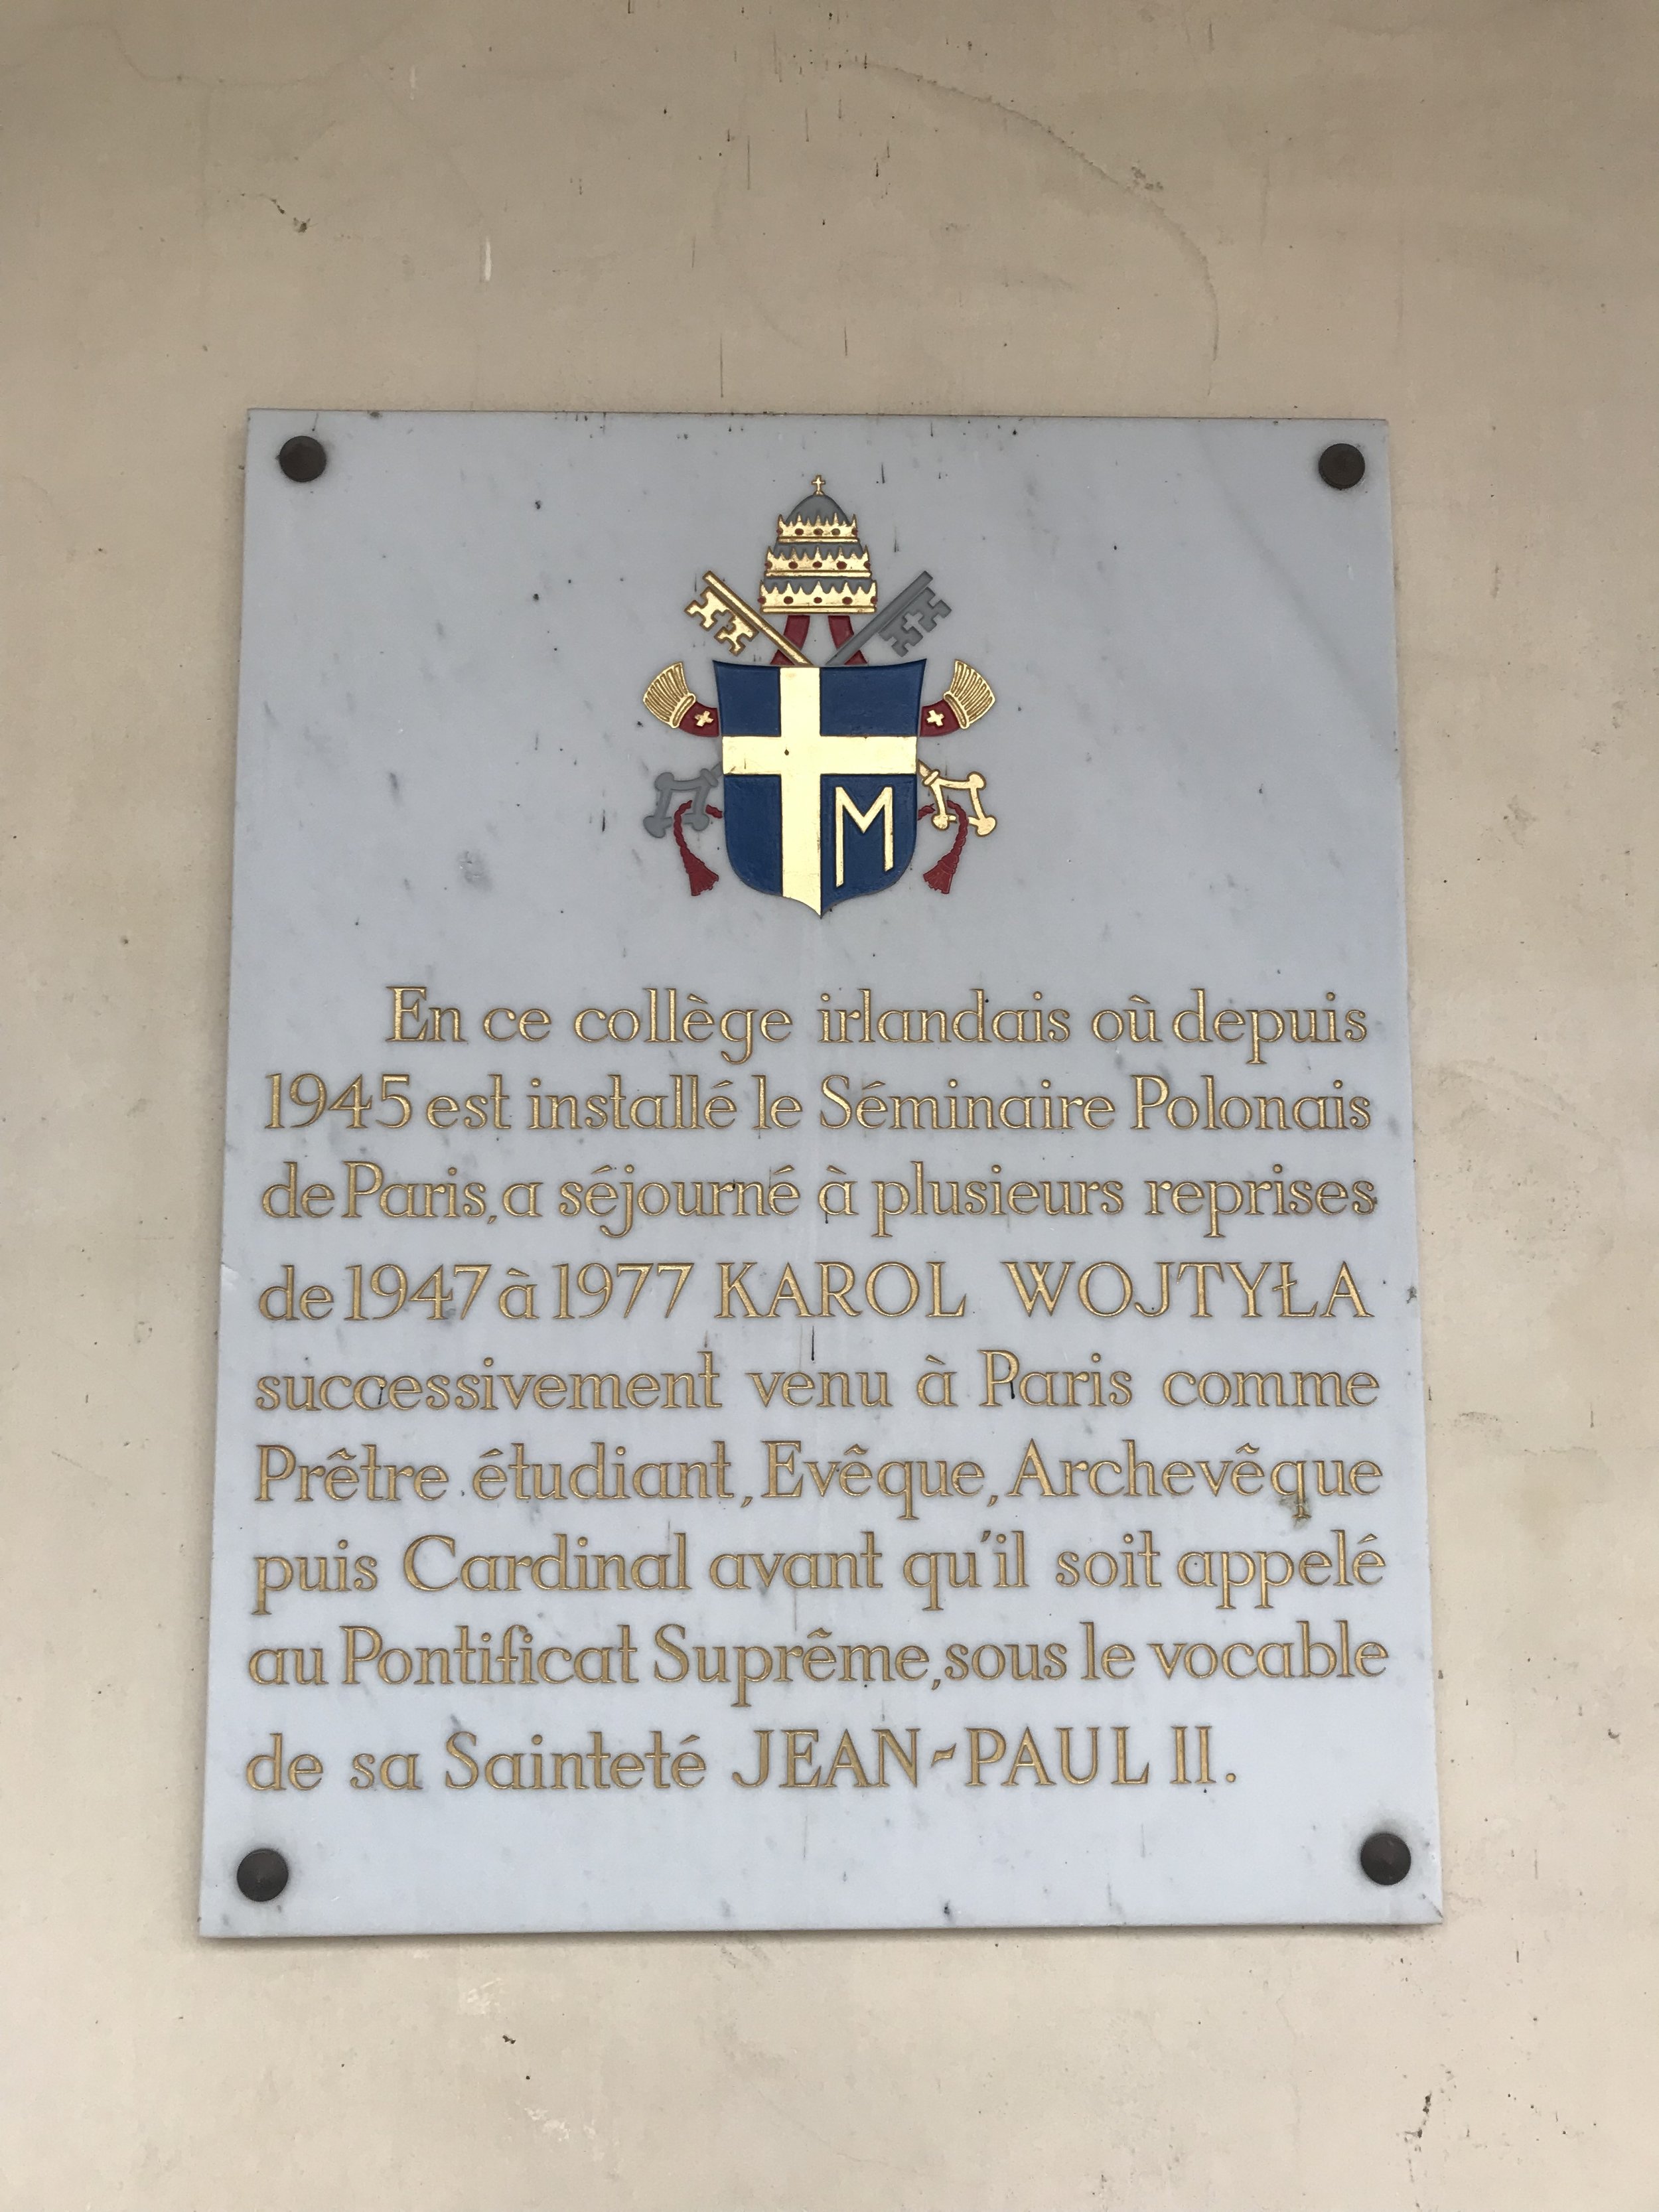 M
En ce collège irlandais où depuis
1945 est installé le Séminaire Polonais
de Paris, a séjourné à plusieurs reprises
de 1947 à 1977 KAROL WOJTYŁA
successivement venu à Paris comme
Prêtre étudiant, Evêque, Archevêque
puis Cardinal avant qu'il soit appelé
au Pontificat Suprême, sous le vocable
de sa Sainteté JEAN-PAUL II.